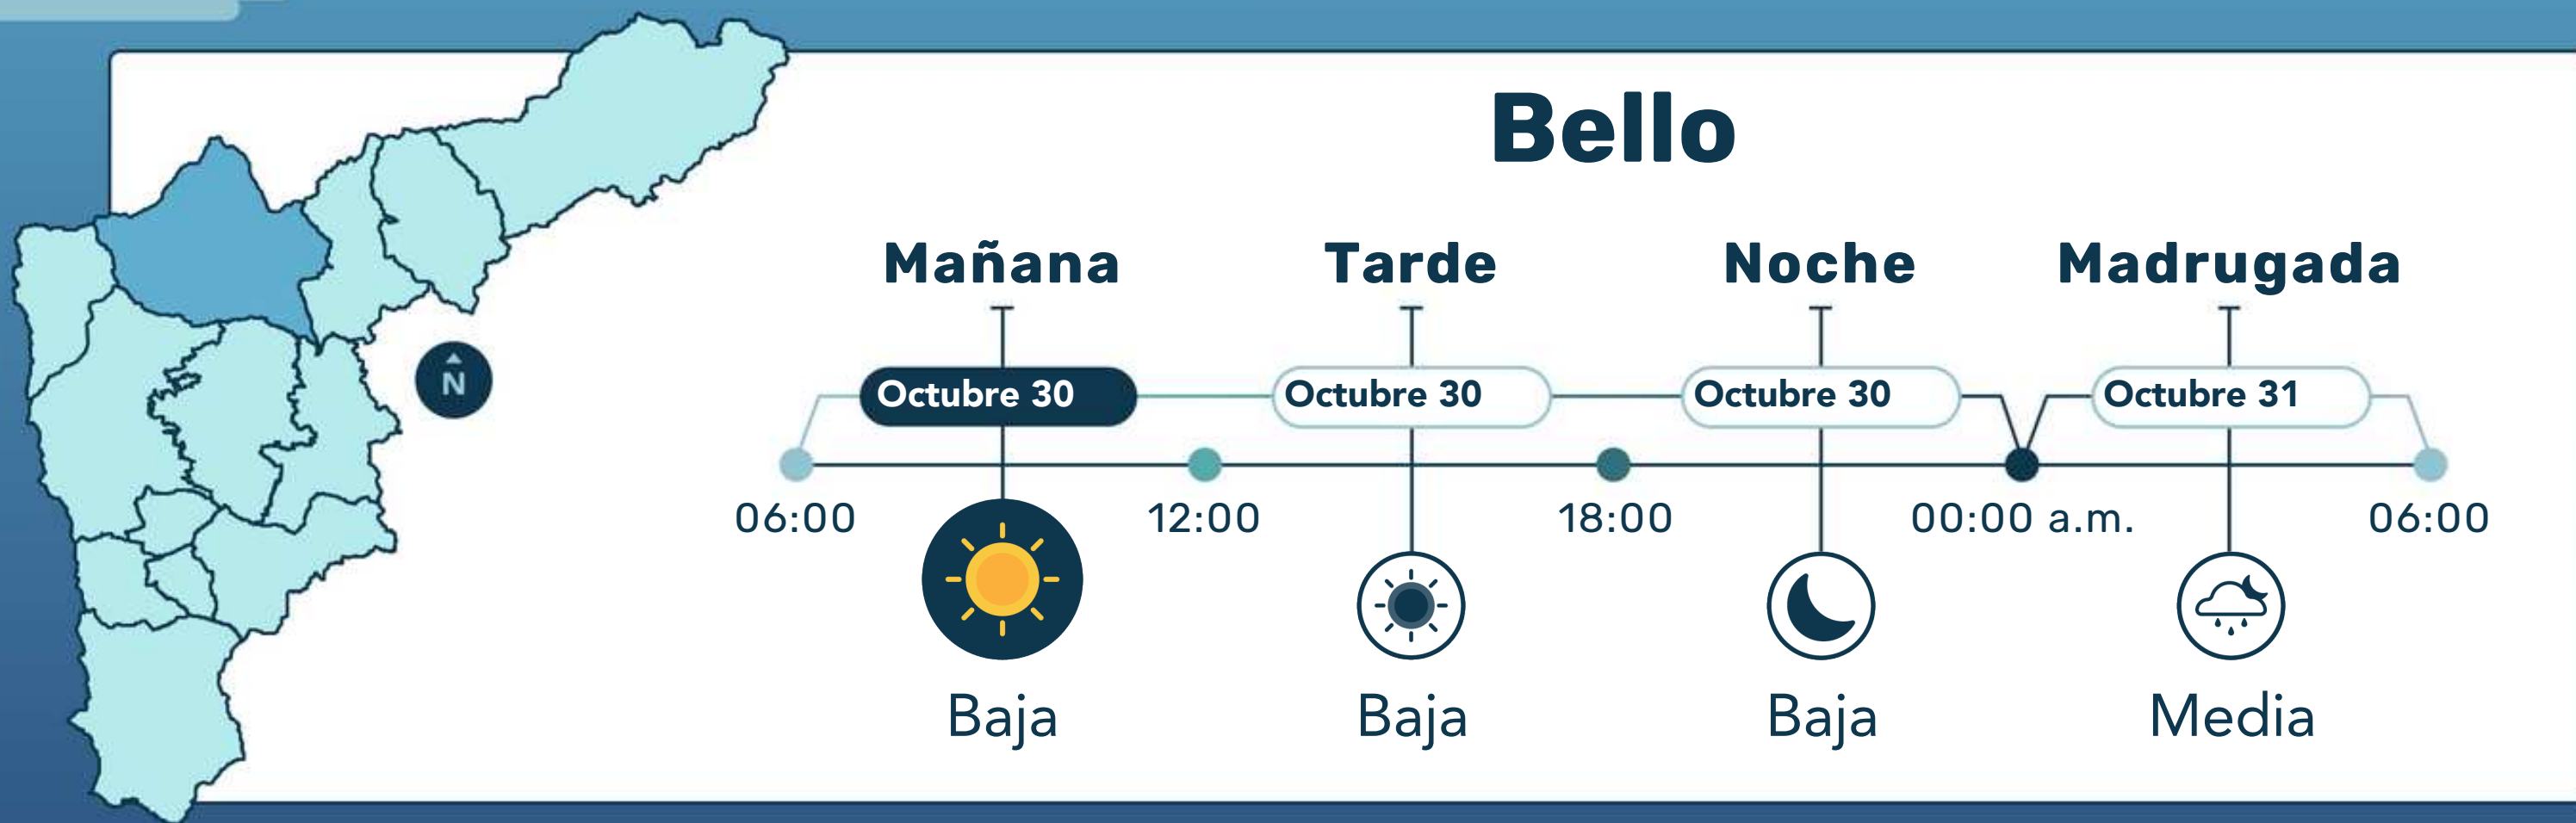 Bello
Mañana Tarde Noche Madrugada
N
Octubre 30 Octubre 30 Octubre 30 Octubre 31
06:00 12:00 18:00 00:00 a.m. 06:00
Baja Baja Baja Media